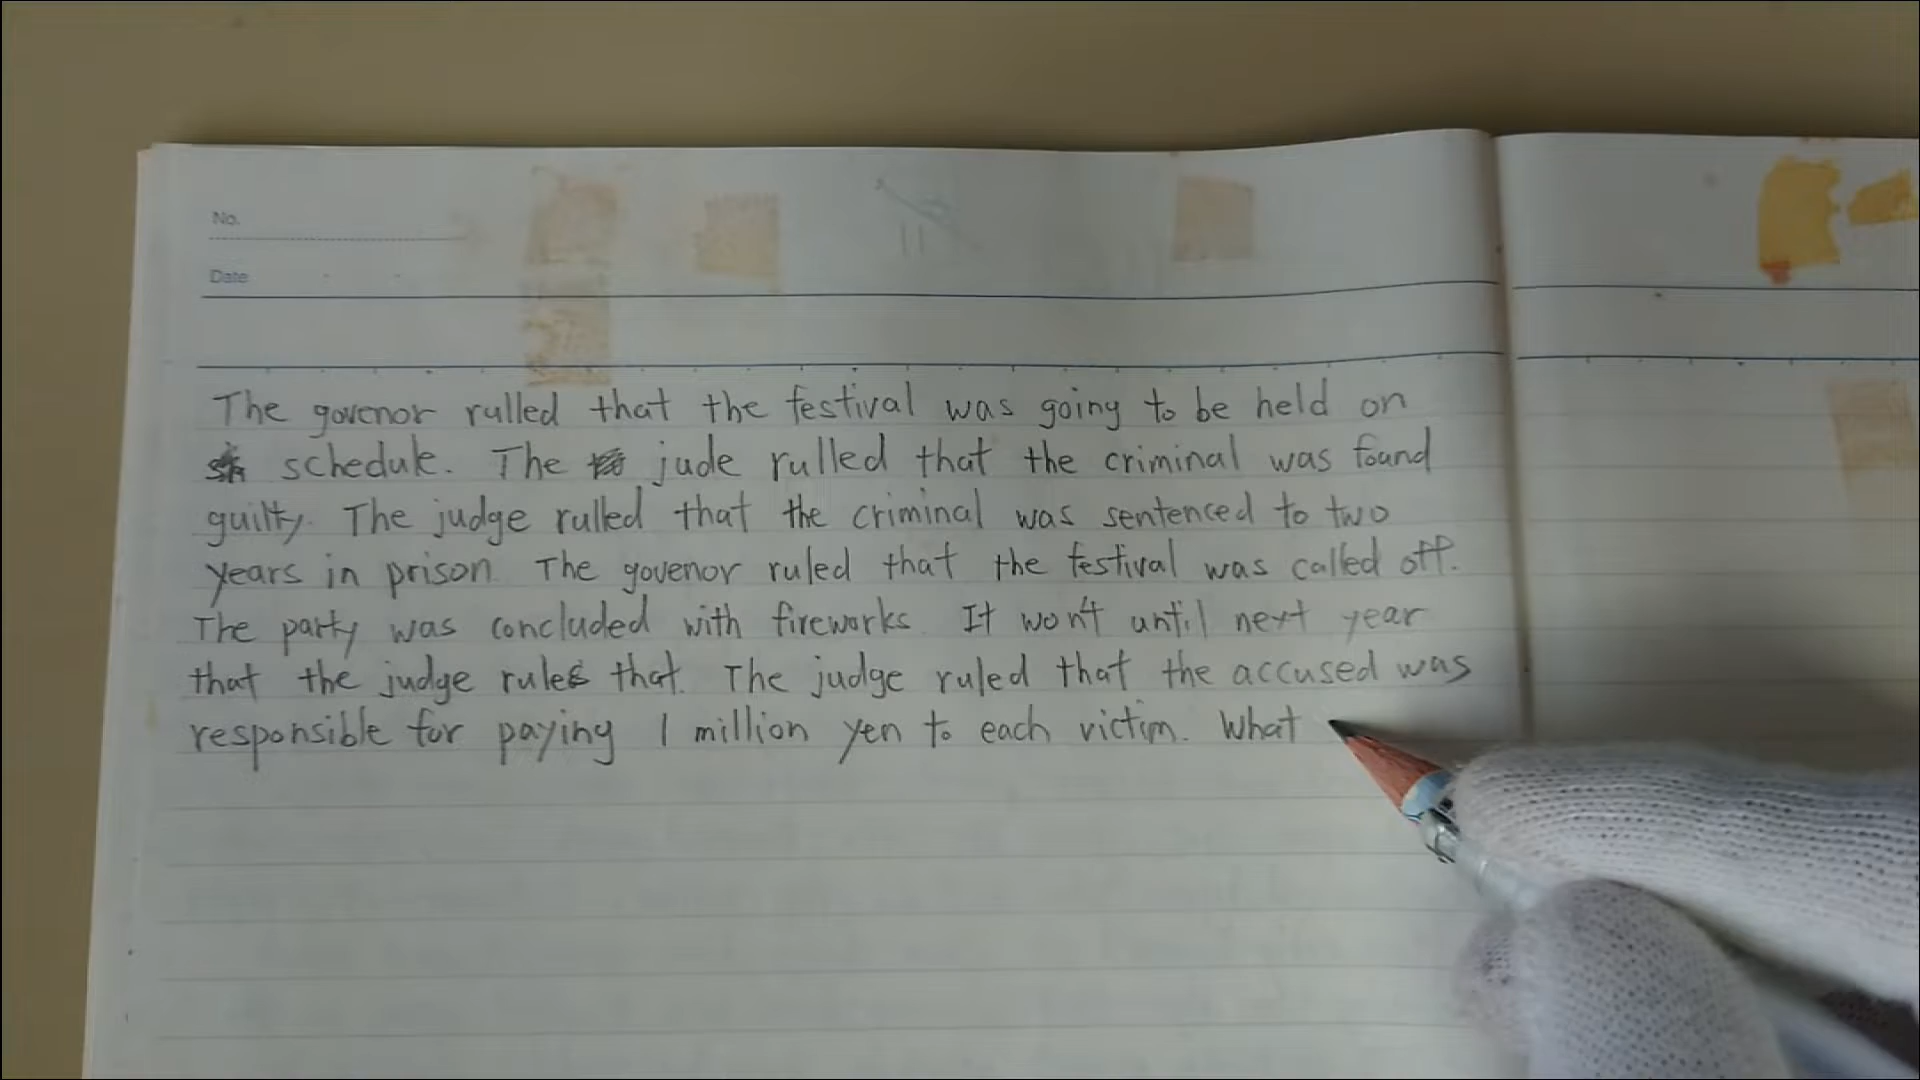 No.
Date
The govenor rulled that the festival was going to be held on
schedule. The jude rulled that the criminal was found
guilty. The judge rulled that the criminal was sentenced to two
years in prison. The govenor ruled that the festival was called off.
The party was concluded with fireworks. It won't until next year
that the judge rules that. The judge ruled that the accused was
responsible for paying 1 million yen to each victim. What